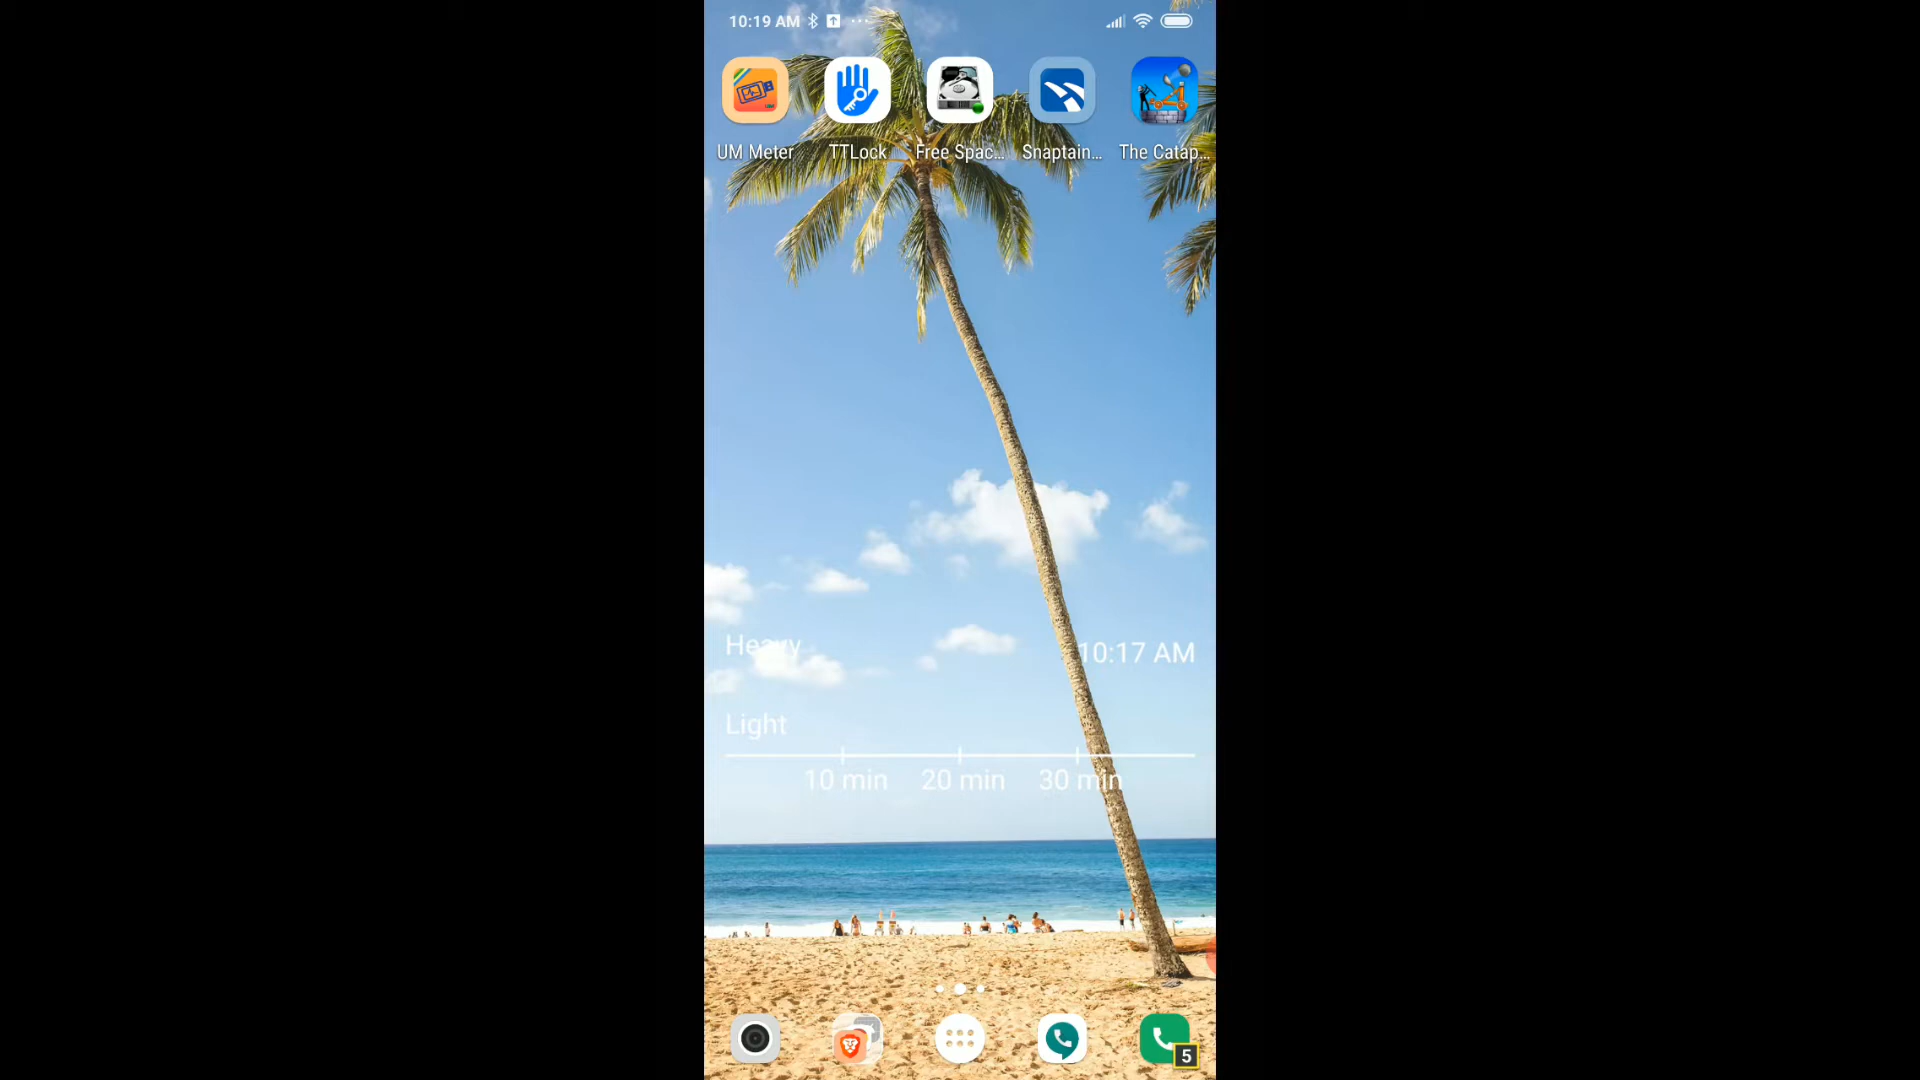 10:19 AM
UM Meter
TTLock
Free Spac...
Snaptain...
The Catap...
Heavy
10:17 AM
Light
10 min
20 min
30 min
5